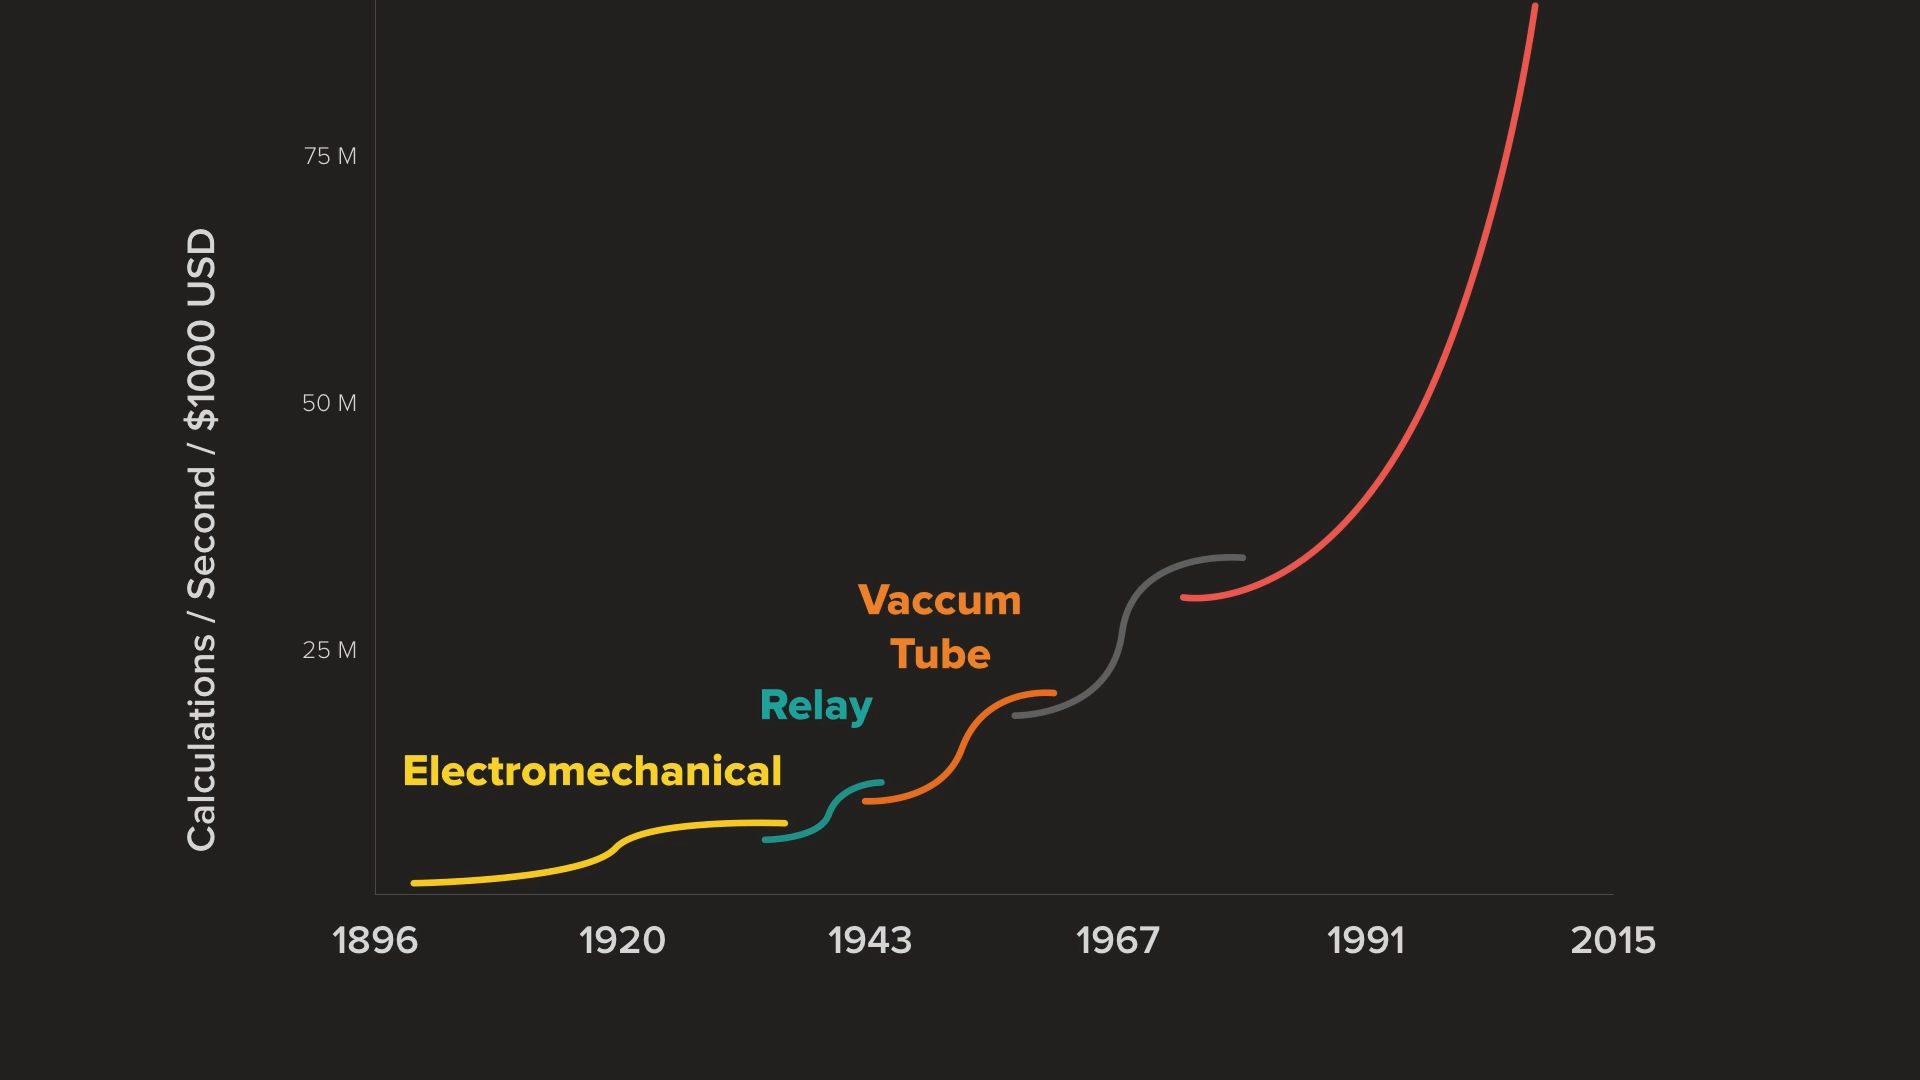 75 M
50 M
25 M
Calculations / Second / $1000 USD
Vaccum
Tube
Relay
Electromechanical
1896 1920 1943 1967 1991 2015